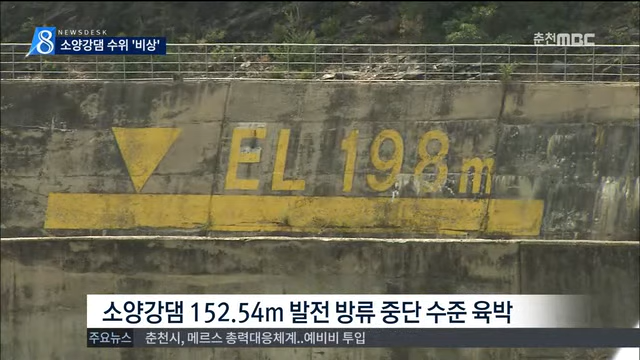 8 NEWSDESK
소양강댐 수위 '비상'
춘천MBC
EL 198m
소양강댐 152.54m 발전 방류 중단 수준 육박
주요뉴스 춘천시, 메르스 총력대응체계..예비비 투입